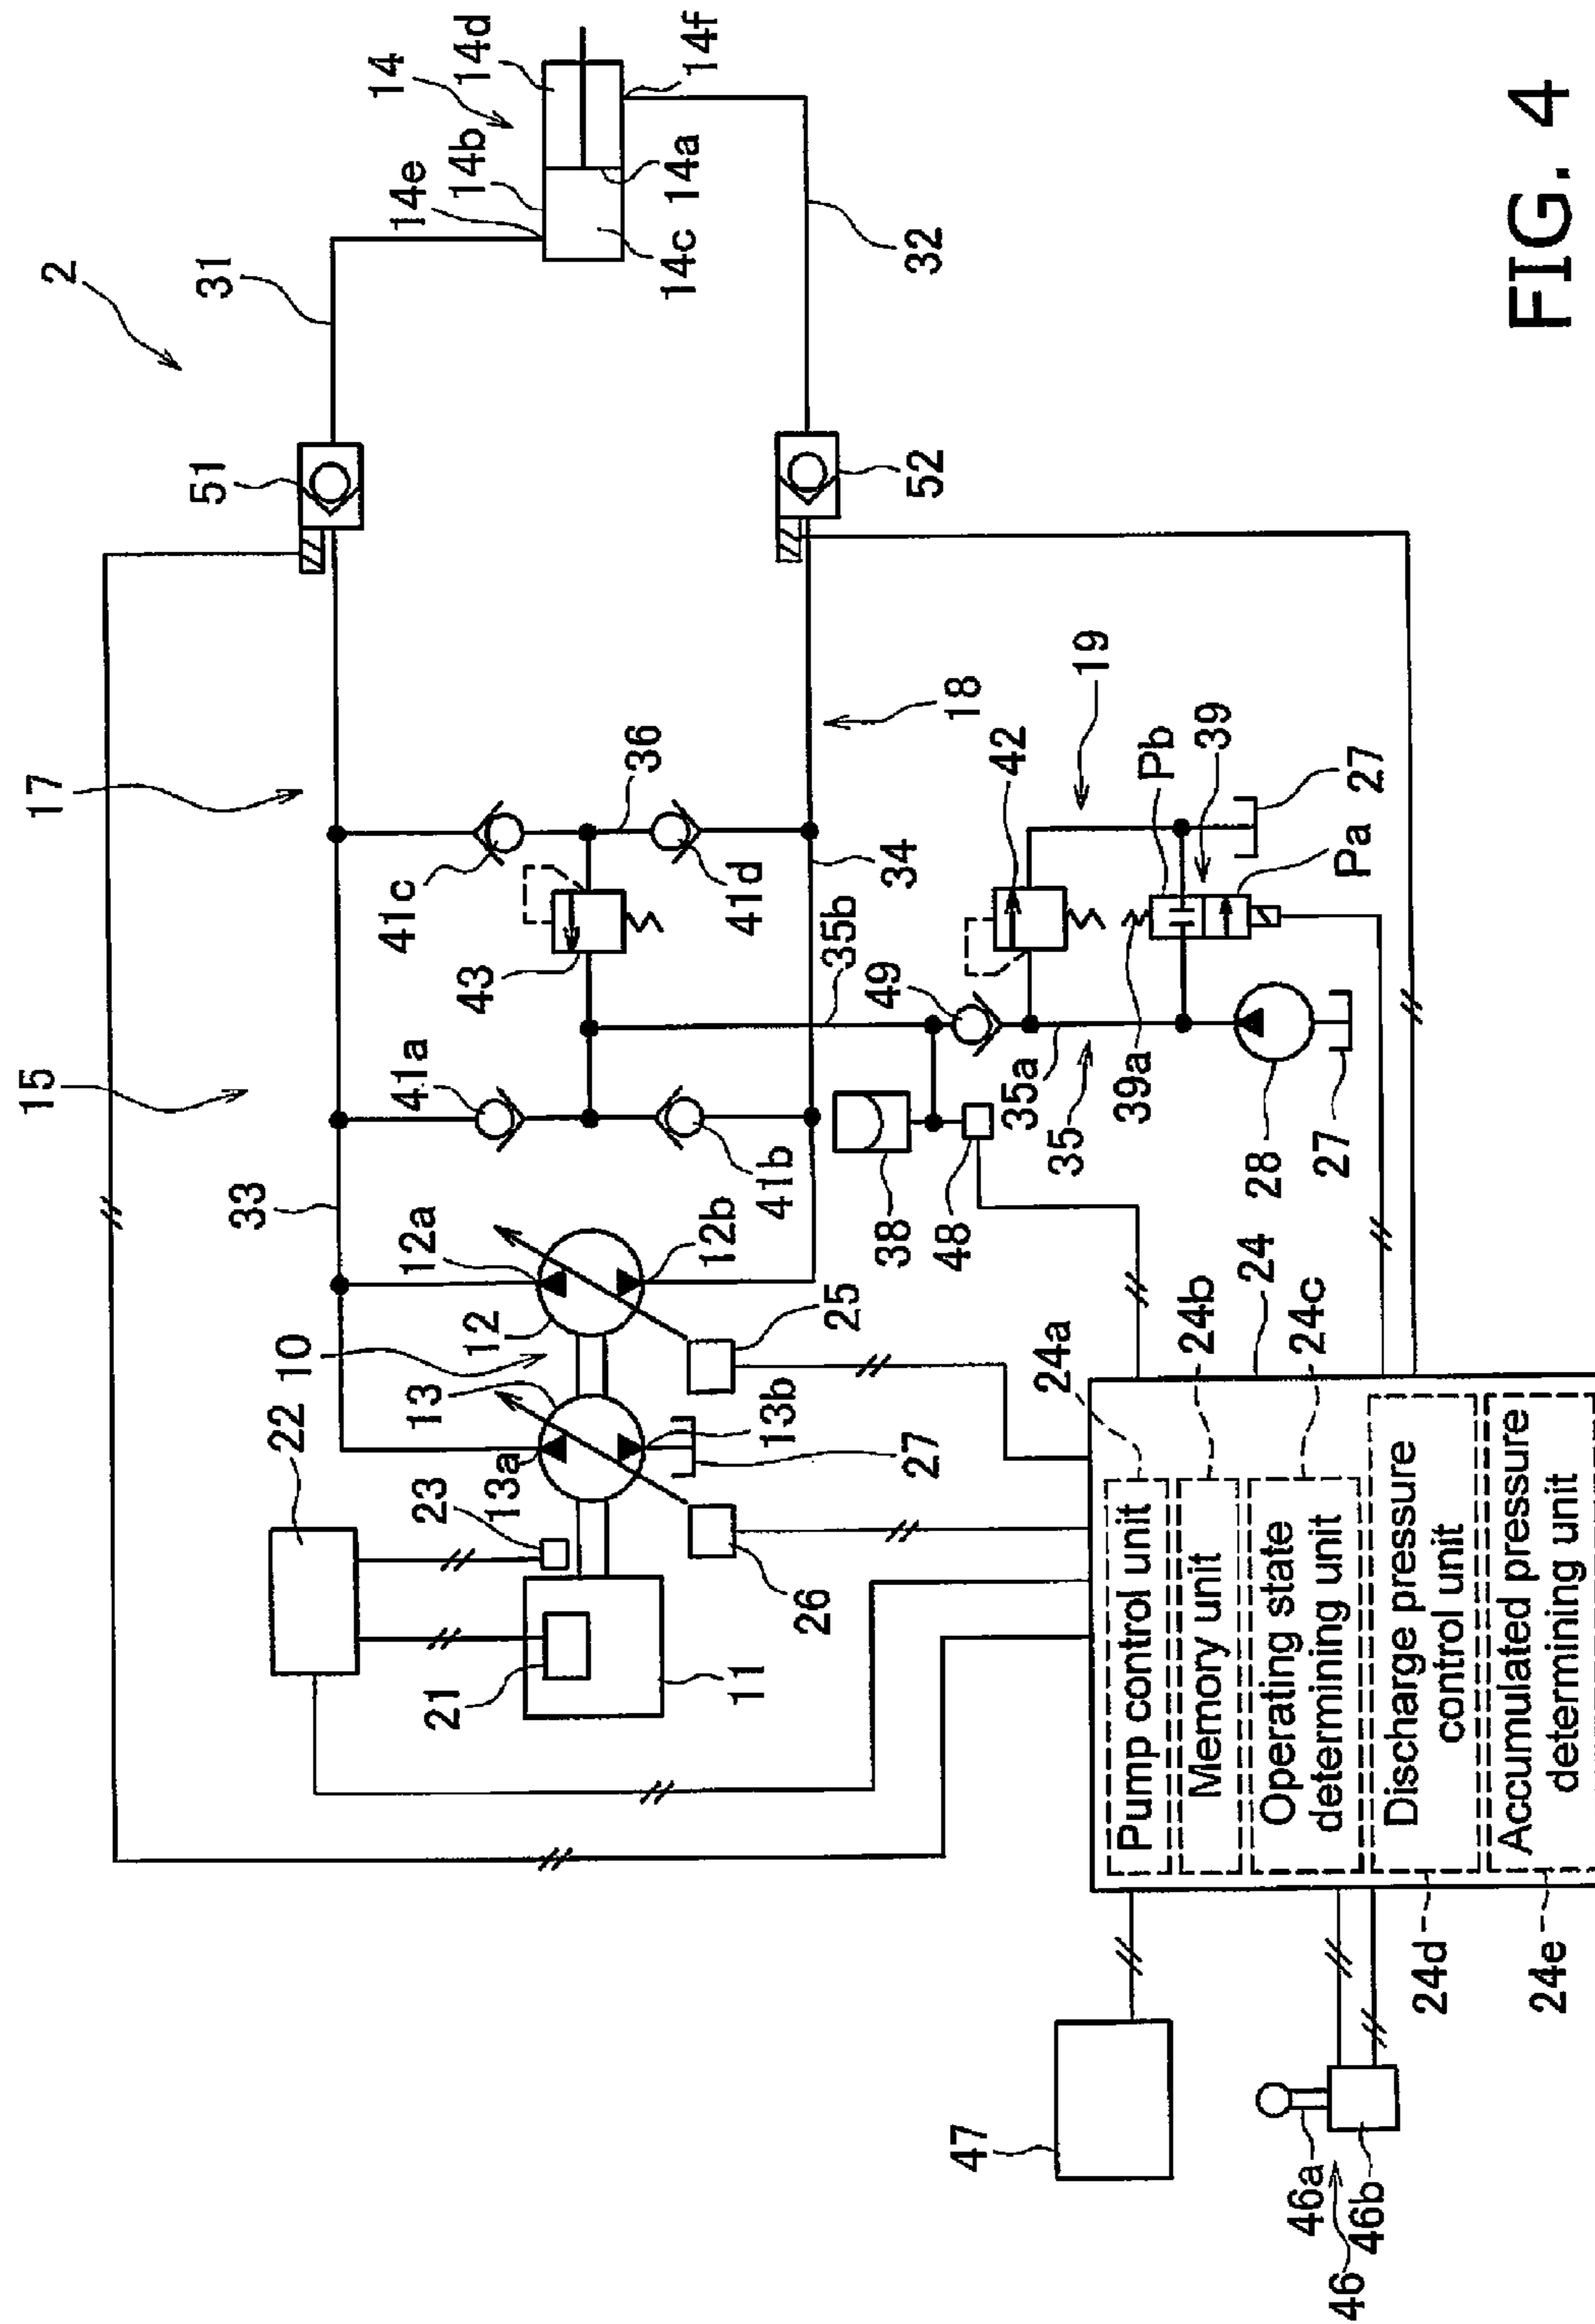 2
14
14d
14b
14e
14f
14a
14c
31
32
51
52
17
15
18
19
33
36
41c
41d
34
43
35b
42
49
Pb
39
27
Pa
41a
41b
35a
39a
35
28
27
38
48
12a
12b
12
10
13
25
13a
13b
27
22
23
26
21
11
24a
24b
24
24c
Pump control unit
Memory unit
Operating state
determining unit
Discharge pressure
control unit
Accumulated pressure
determining unit
24d
24e
47
46a
46b
46
FIG. 4